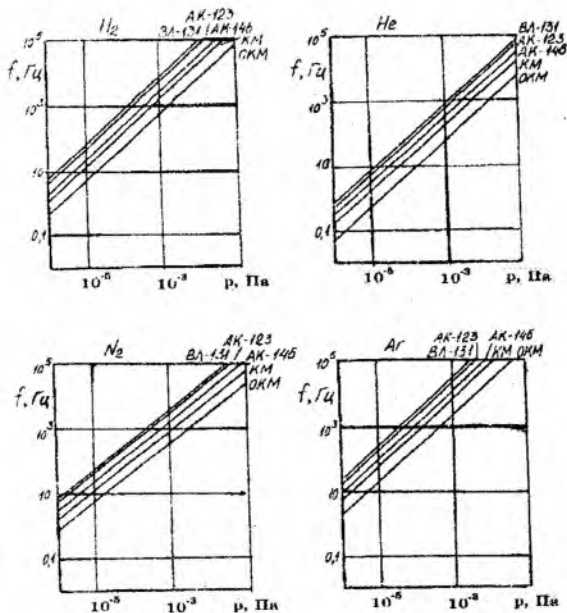 H₂
АК-123
ВЛ-131 / АК-146
КМ
ОКМ
f, Гц
10⁵
10³
10
0,1
10⁻⁵
10⁻³
p, Па
He
ВЛ-131
АК-123
АК-146
КМ
ОКМ
f, Гц
10⁵
10³
10
0,1
10⁻⁵
10⁻³
p, Па
N₂
АК-123
ВЛ-131 / АК-146
КМ
ОКМ
f, Гц
10⁵
10³
10
0,1
10⁻⁵
10⁻³
p, Па
Ar
АК-123 АК-146
ВЛ-131 / КМ ОКМ
f, Гц
10⁵
10³
10
0,1
10⁻⁵
10⁻³
p, Па